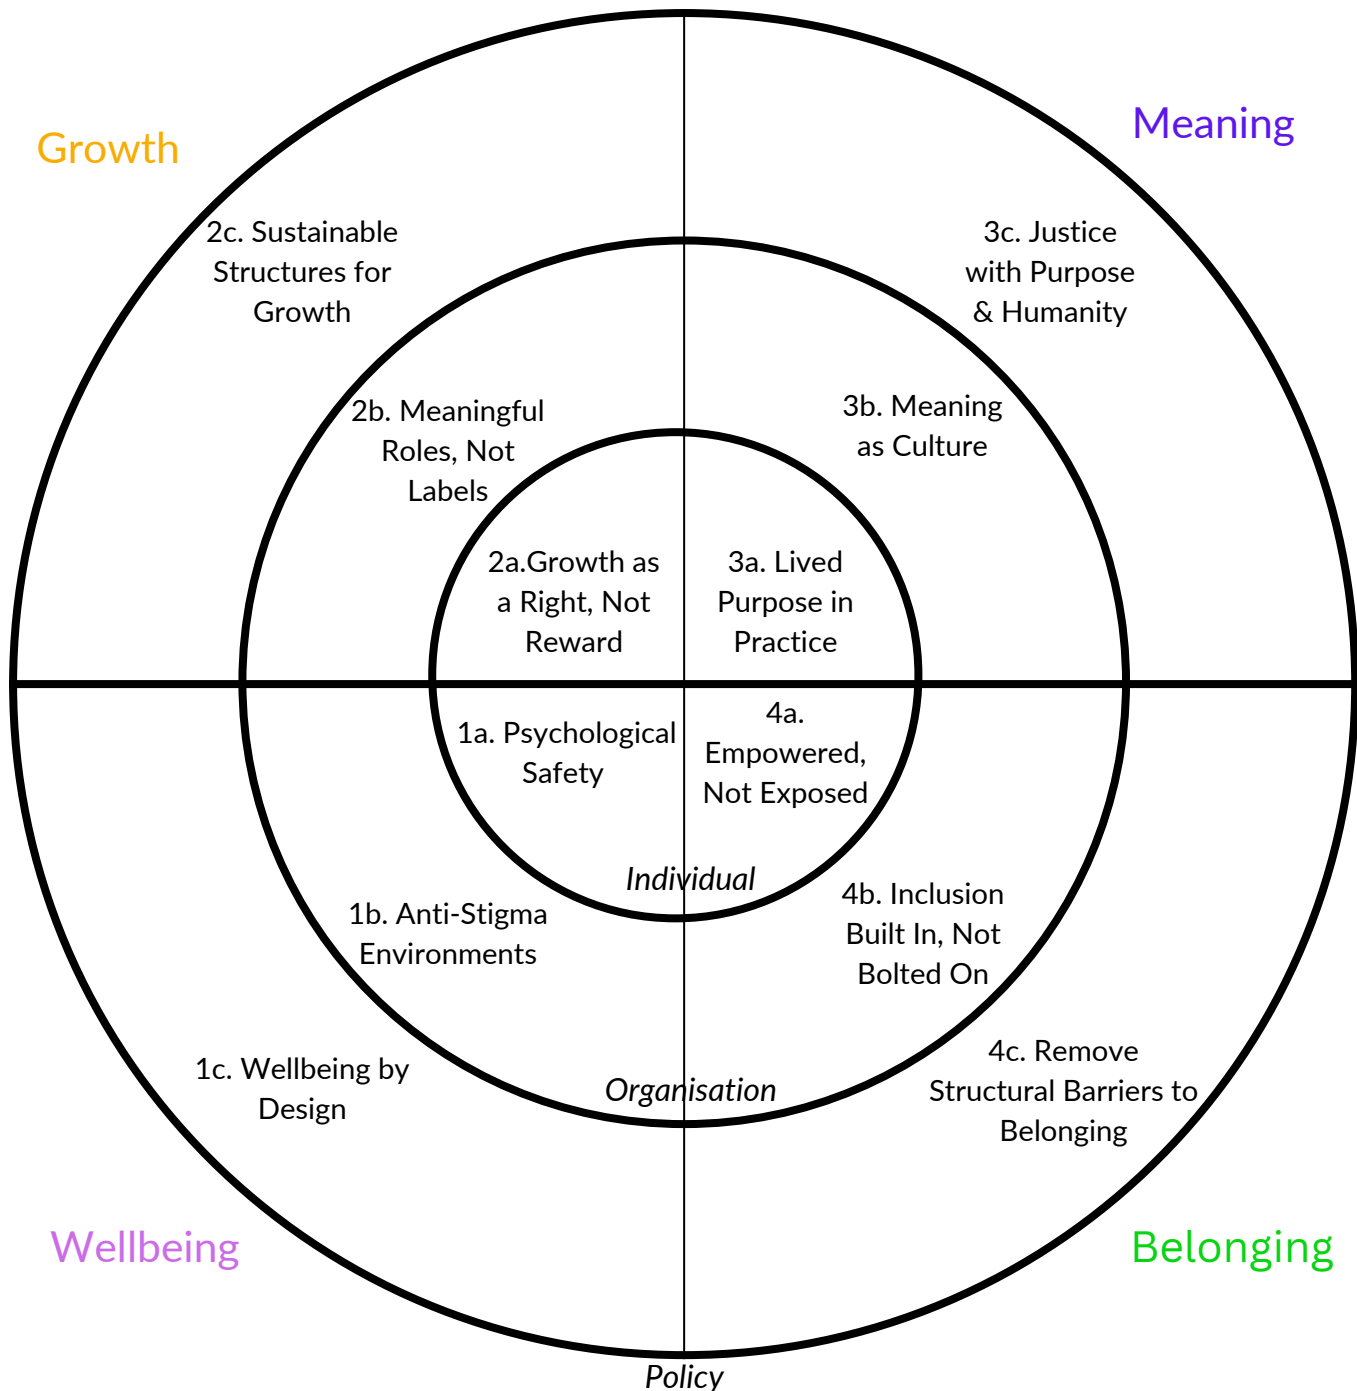 Growth
Meaning
2c. Sustainable
Structures for
Growth
3c. Justice
with Purpose
& Humanity
2b. Meaningful
Roles, Not
Labels
3b. Meaning
as Culture
2a.Growth as
a Right, Not
Reward
3a. Lived
Purpose in
Practice
1a. Psychological
Safety
4a.
Empowered,
Not Exposed
Individual
1b. Anti-Stigma
Environments
4b. Inclusion
Built In, Not
Bolted On
Organisation
1c. Wellbeing by
Design
4c. Remove
Structural Barriers to
Belonging
Wellbeing
Belonging
Policy